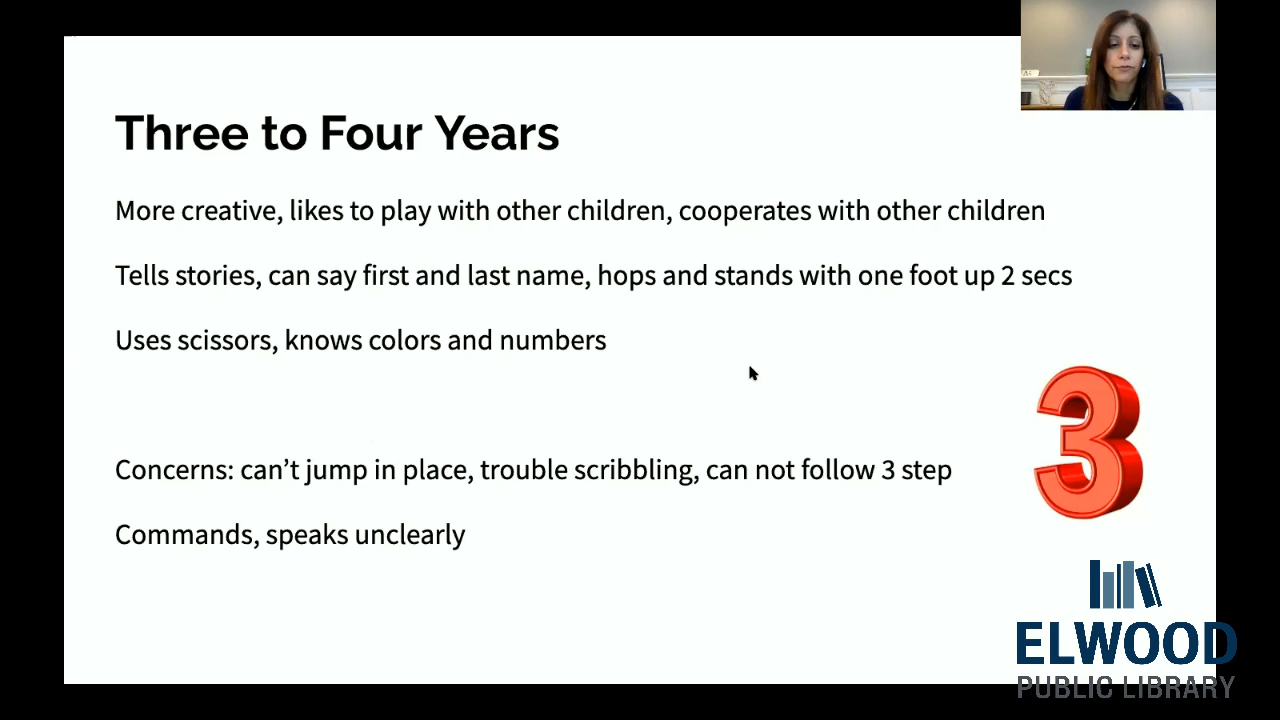 Three to Four Years
More creative, likes to play with other children, cooperates with other children
Tells stories, can say first and last name, hops and stands with one foot up 2 secs
Uses scissors, knows colors and numbers
3
Concerns: can’t jump in place, trouble scribbling, can not follow 3 step
Commands, speaks unclearly
ELWOOD
PUBLIC LIBRARY